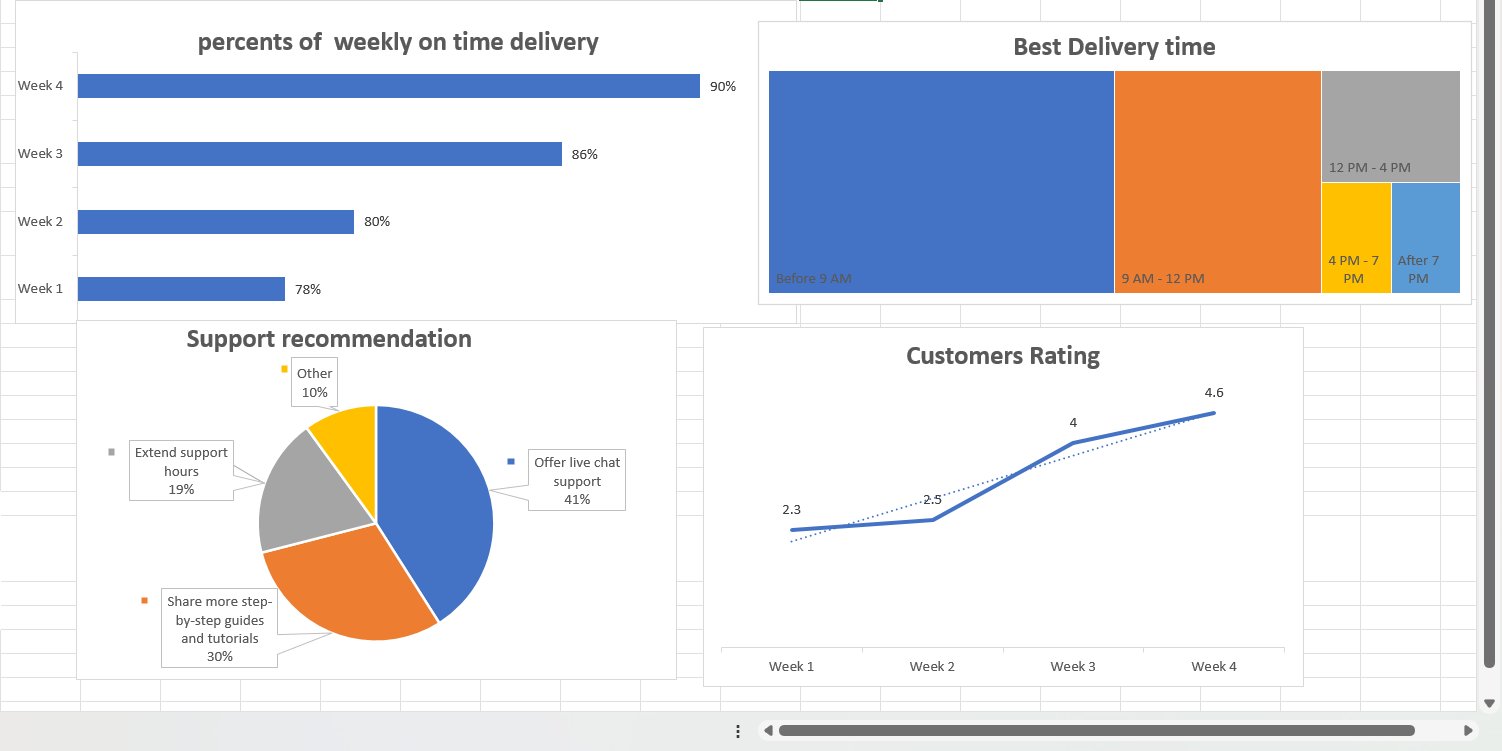 percents of  weekly on time delivery
Week 4
90%
Week 3
86%
Week 2
80%
Week 1
78%
Best Delivery time
Before 9 AM
9 AM - 12 PM
12 PM - 4 PM
4 PM - 7
PM
After 7
PM
Support recommendation
Other
10%
Extend support
hours
19%
Offer live chat
support
41%
Share more step-
by-step guides
and tutorials
30%
Customers Rating
2.3
2.5
4
4.6
Week 1
Week 2
Week 3
Week 4